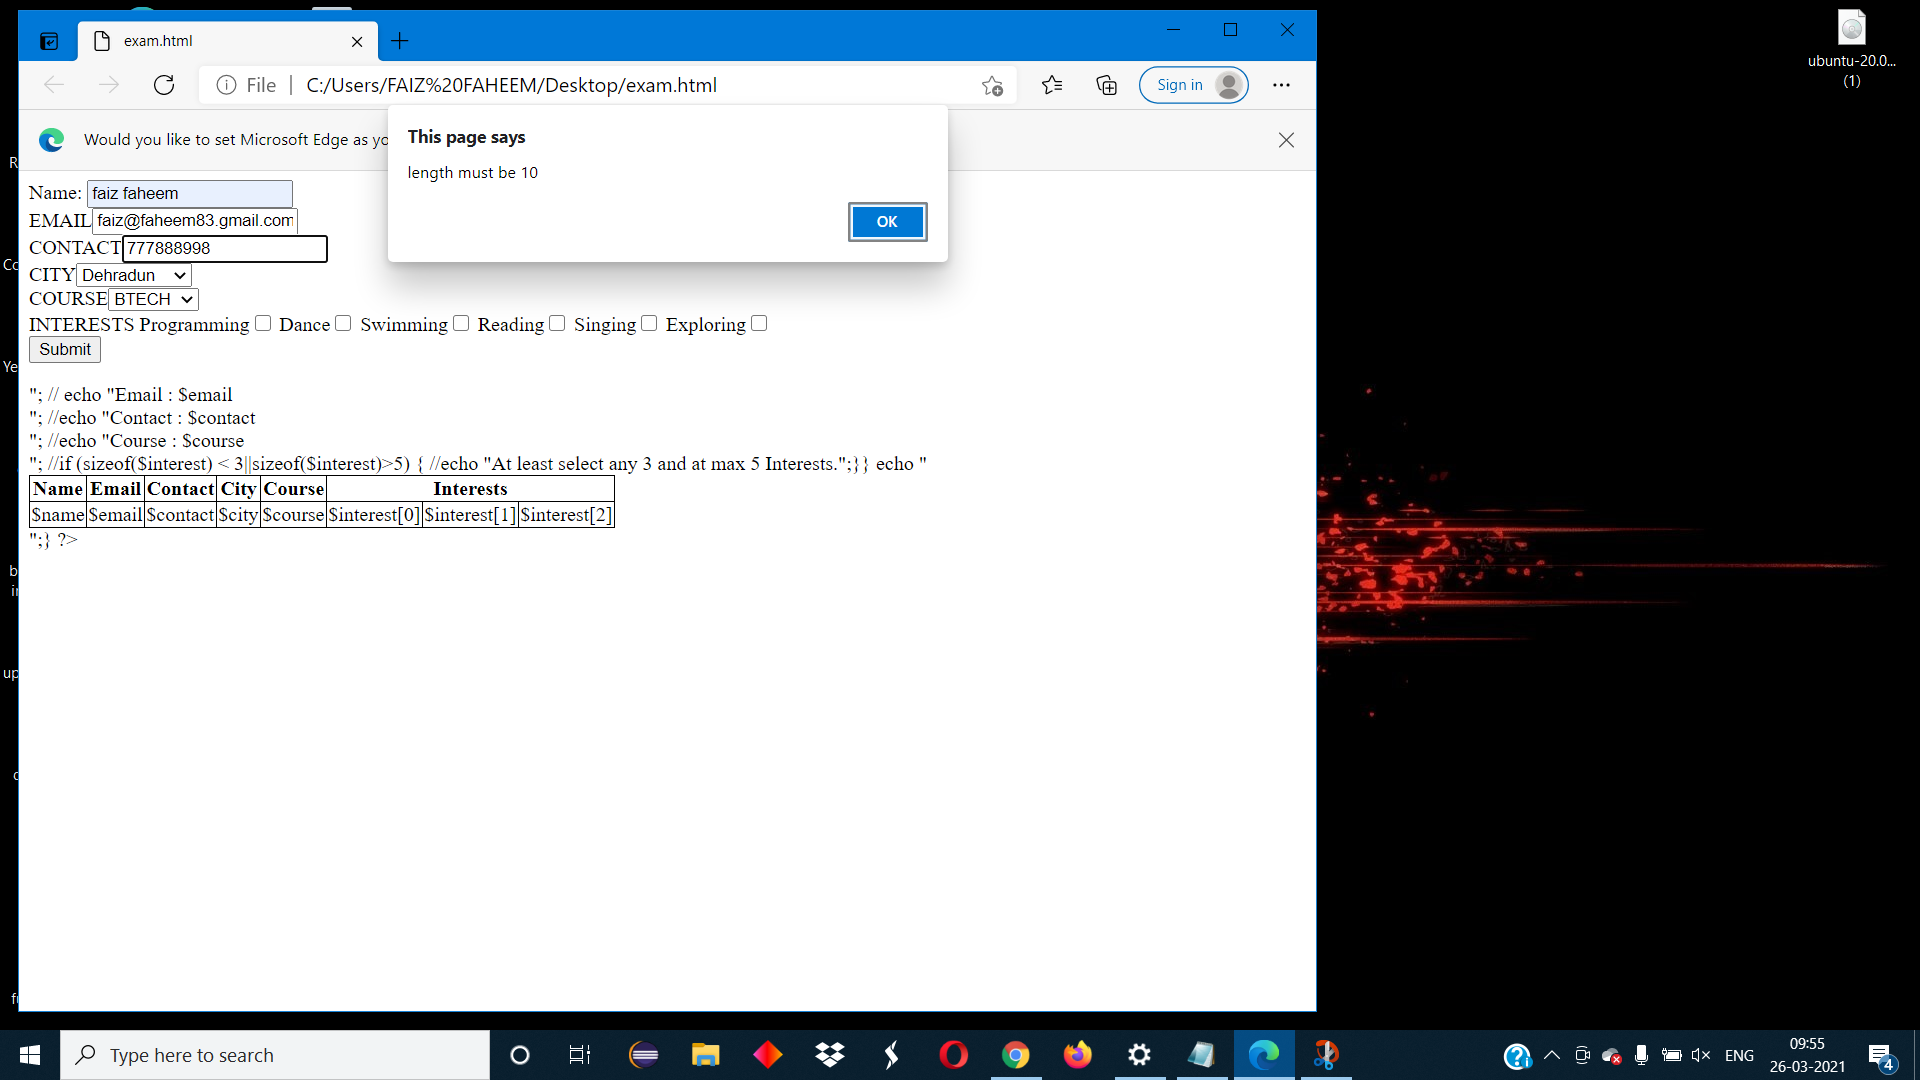 exam.html
File | C:/Users/FAIZ%20FAHEEM/Desktop/exam.html
Sign in
Would you like to set Microsoft Edge as yo
This page says
length must be 10
OK
Name: faiz faheem
EMAIL faiz@faheem83.gmail.com
CONTACT 777888998
CITY Dehradun
COURSE BTECH
INTERESTS Programming Dance Swimming Reading Singing Exploring
Submit
"; // echo "Email : $email
"; //echo "Contact : $contact
"; //echo "Course : $course
"; //if (sizeof($interest) < 3||sizeof($interest)>5) { //echo "At least select any 3 and at max 5 Interests.";}} echo "
Name Email Contact City Course Interests
$name $email $contact $city $course $interest[0] $interest[1] $interest[2]
";} ?>
ubuntu-20.0...
(1)
Type here to search
ENG
09:55
26-03-2021
4